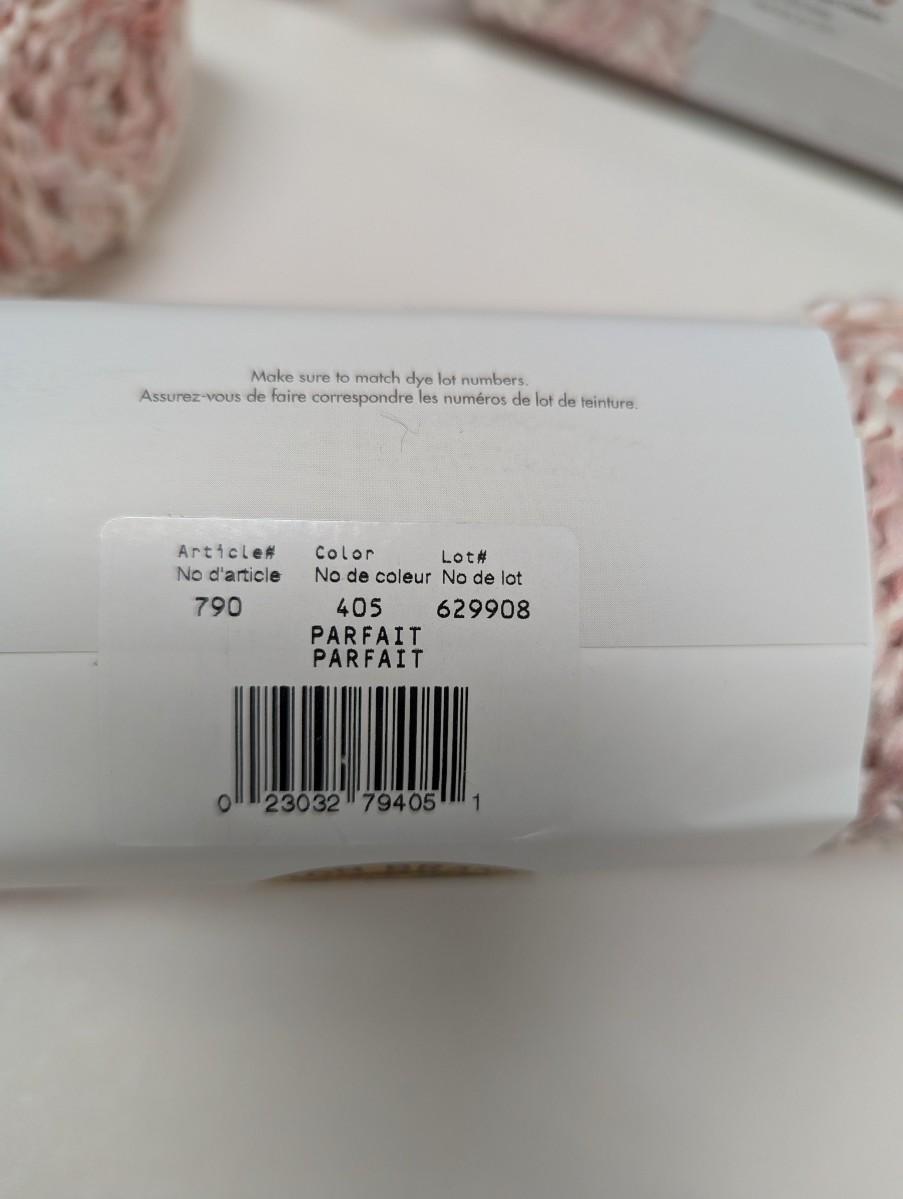 Make sure to match dye lot numbers.
Assurez-vous de faire correspondre les numéros de lot de teinture.
Article# Color Lot#
No d'article No de coleur No de lot
790 405 629908
PARFAIT
PARFAIT
0 23032 79405 1